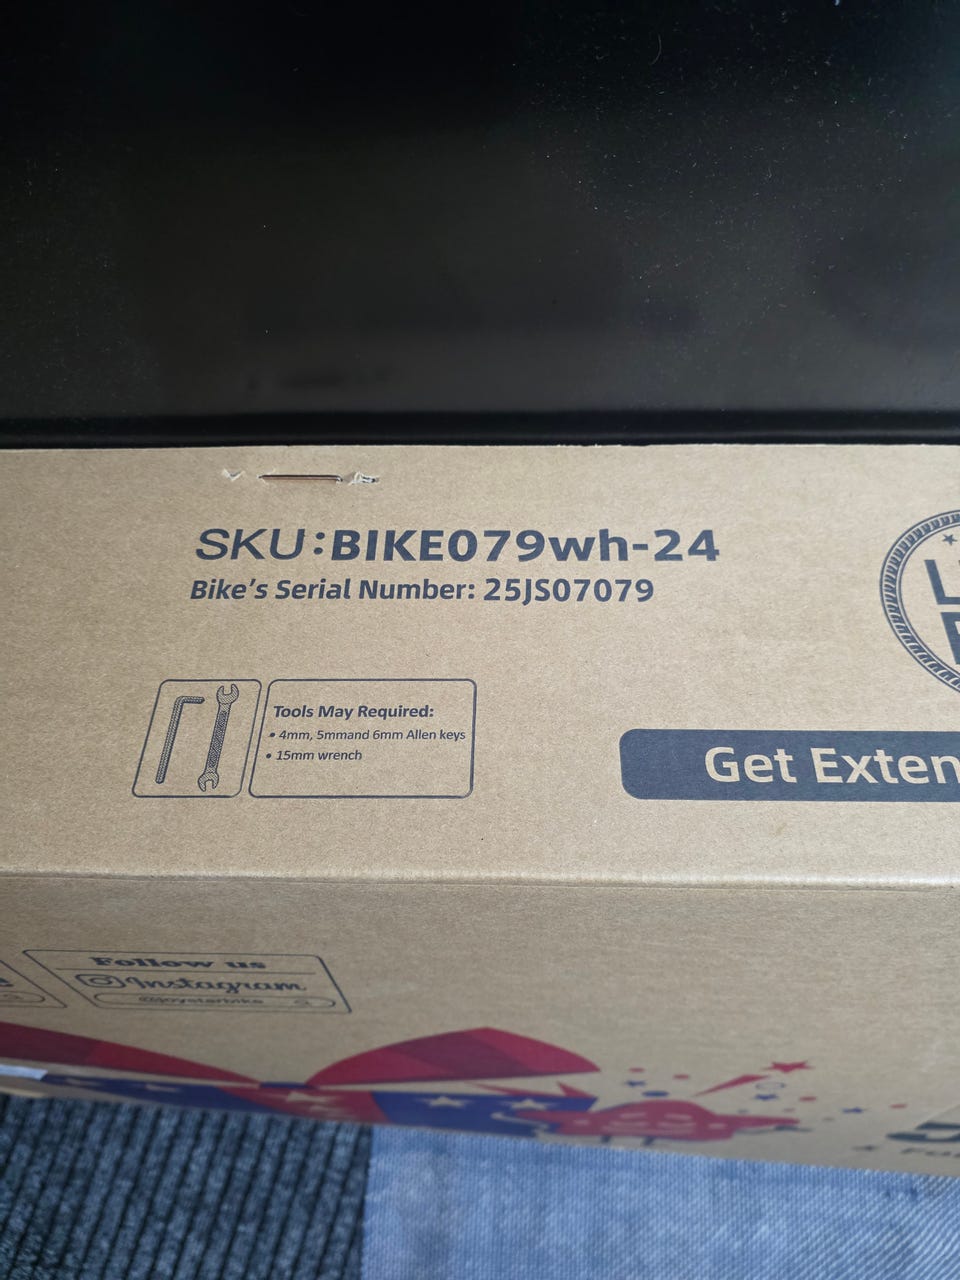 SKU:BIKE079wh-24
Bike's Serial Number: 25JS07079
Tools May Required:
• 4mm, 5mmand 6mm Allen keys
• 15mm wrench
Get Exten
Follow us
Instagram
@joystarbike